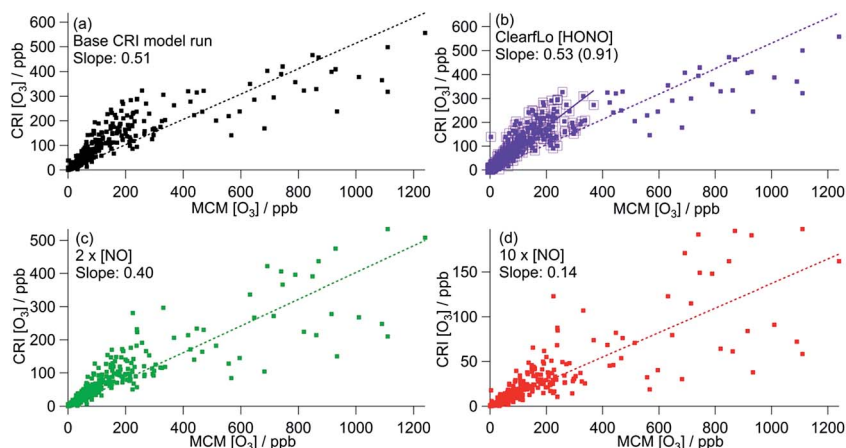 (a)
Base CRI model run
Slope: 0.51
CRI [O₃] / ppb
600
500
400
300
200
100
0
0 200 400 600 800 1000 1200
MCM [O₃] / ppb
(b)
ClearfLo [HONO]
Slope: 0.53 (0.91)
CRI [O₃] / ppb
600
500
400
300
200
100
0
0 200 400 600 800 1000 1200
MCM [O₃] / ppb
(c)
2 x [NO]
Slope: 0.40
CRI [O₃] / ppb
500
400
300
200
100
0
0 200 400 600 800 1000 1200
MCM [O₃] / ppb
(d)
10 x [NO]
Slope: 0.14
CRI [O₃] / ppb
150
100
50
0
0 200 400 600 800 1000 1200
MCM [O₃] / ppb